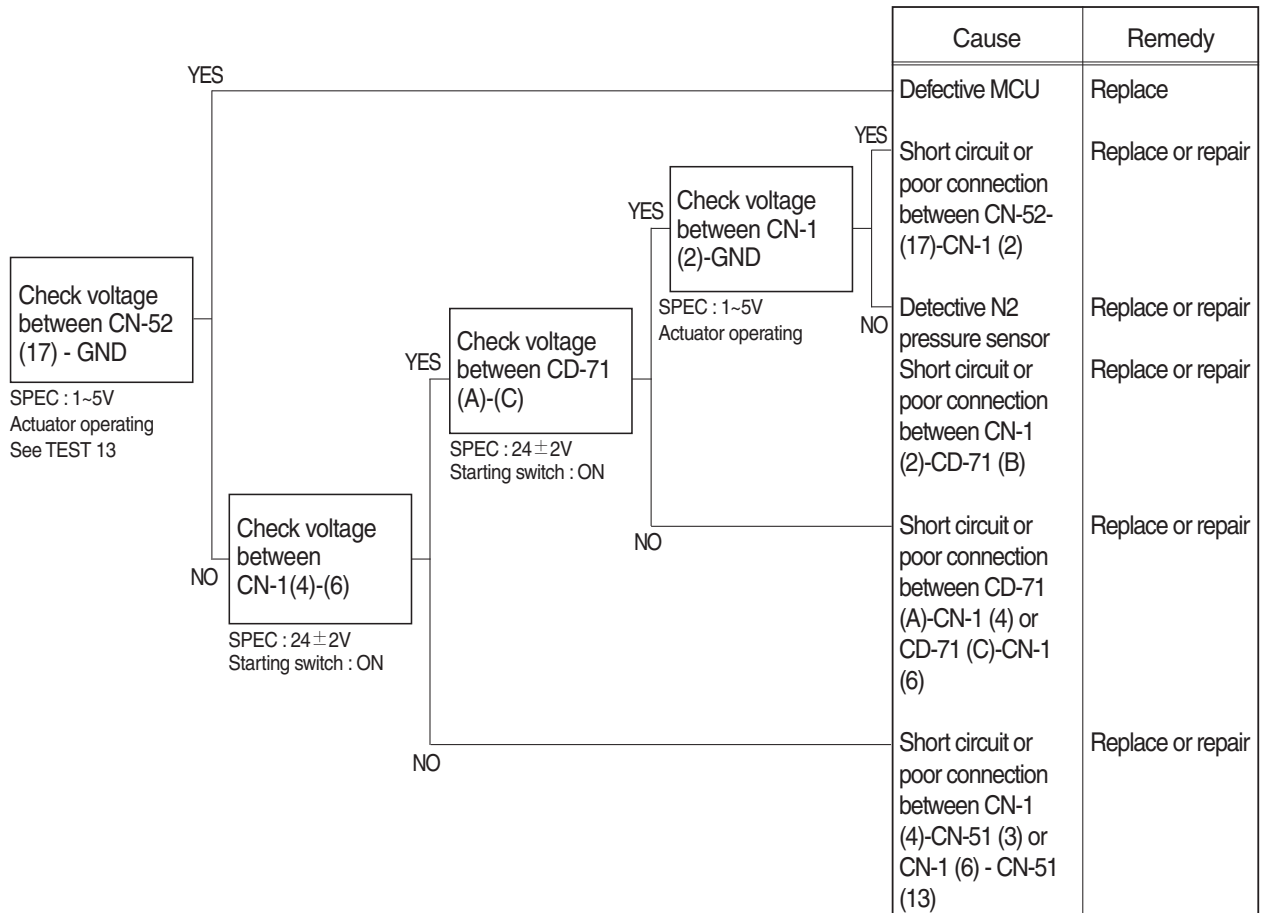 Cause
Remedy
YES
Defective MCU
Replace
YES
Short circuit or
poor connection
between CN-52-
(17)-CN-1 (2)
Replace or repair
YES
Check voltage
between CN-1
(2)-GND
SPEC : 1~5V
Actuator operating
NO
Detective N2
pressure sensor
Replace or repair
Short circuit or
poor connection
between CN-1
(2)-CD-71 (B)
Replace or repair
Check voltage
between CN-52
(17) - GND
SPEC : 1~5V
Actuator operating
See TEST 13
YES
Check voltage
between CD-71
(A)-(C)
SPEC : 24±2V
Starting switch : ON
NO
Short circuit or
poor connection
between CD-71
(A)-CN-1 (4) or
CD-71 (C)-CN-1
(6)
Replace or repair
NO
Check voltage
between
CN-1(4)-(6)
SPEC : 24±2V
Starting switch : ON
NO
Short circuit or
poor connection
between CN-1
(4)-CN-51 (3) or
CN-1 (6) - CN-51
(13)
Replace or repair